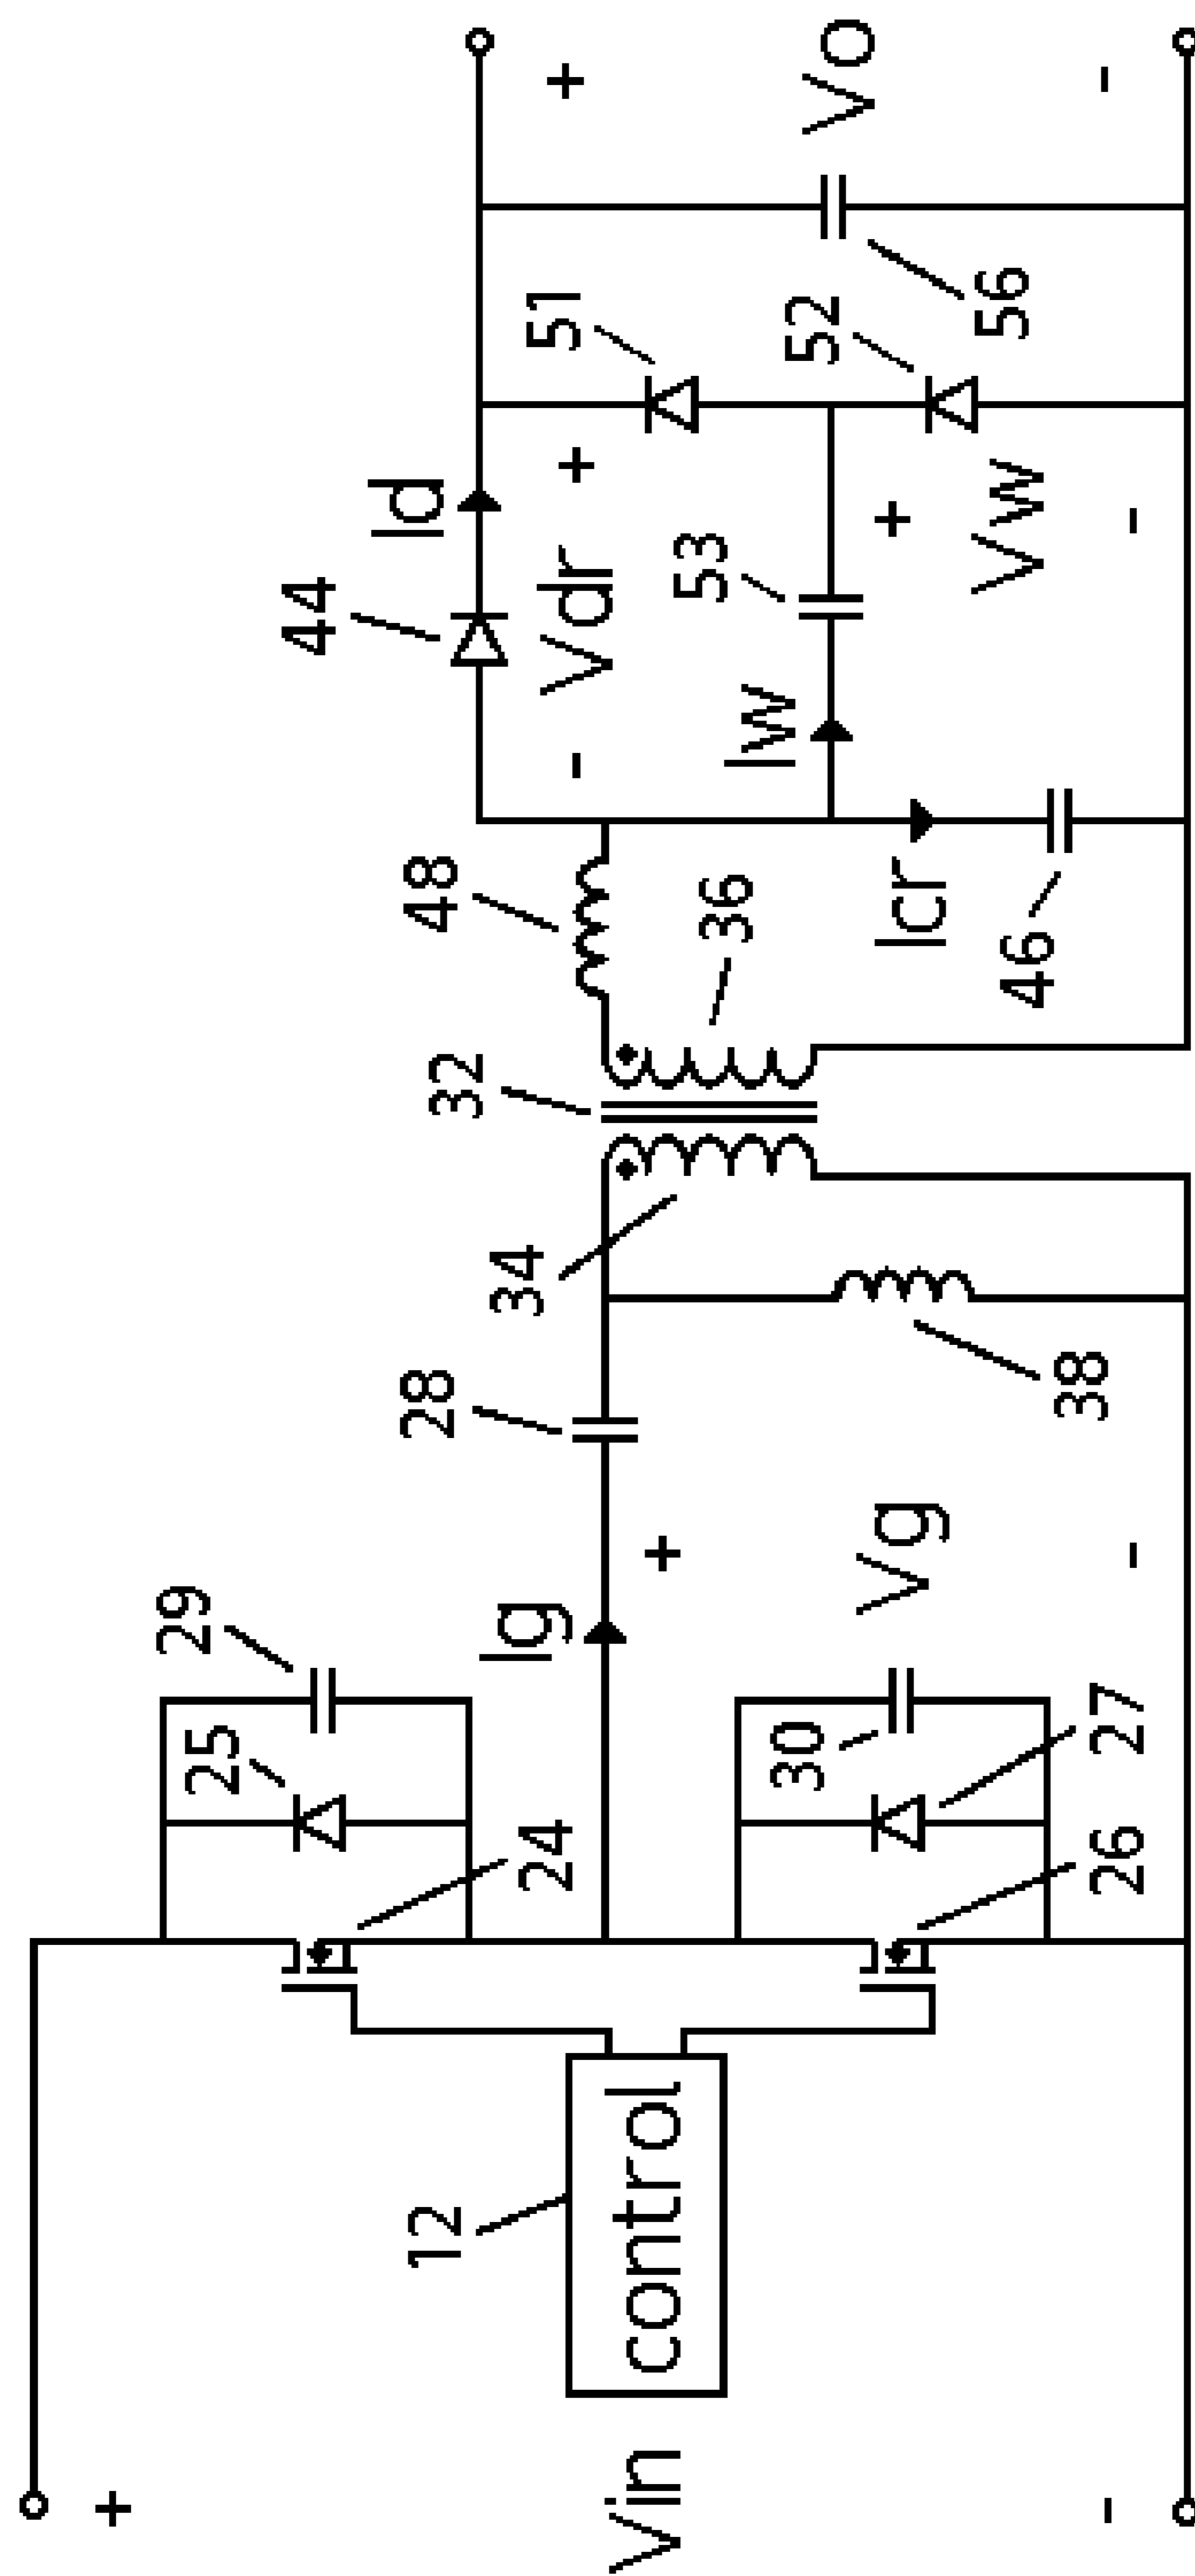 +
Vin
-
12
control
24
25
29
26
27
30
Ig
+
Vg
-
28
38
34
32
36
48
Icr
46
44
Id
- Vdr +
Iw
53
+
Vw
-
51
52
56
+
Vo
-